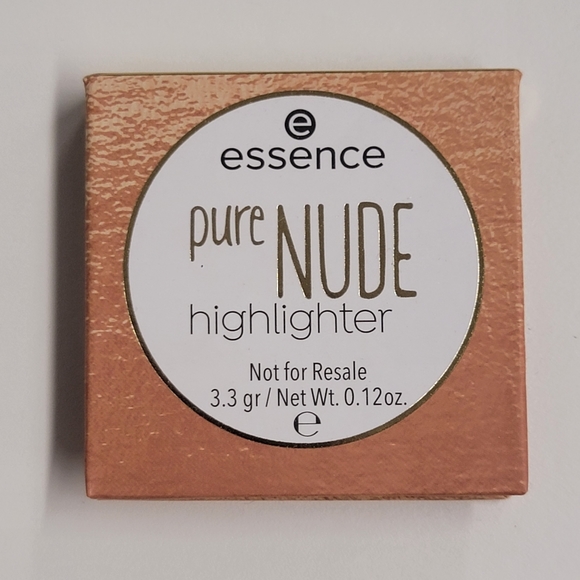 e
essence
pure NUDE
highlighter
Not for Resale
3.3 gr / Net Wt. 0.12oz.
℮